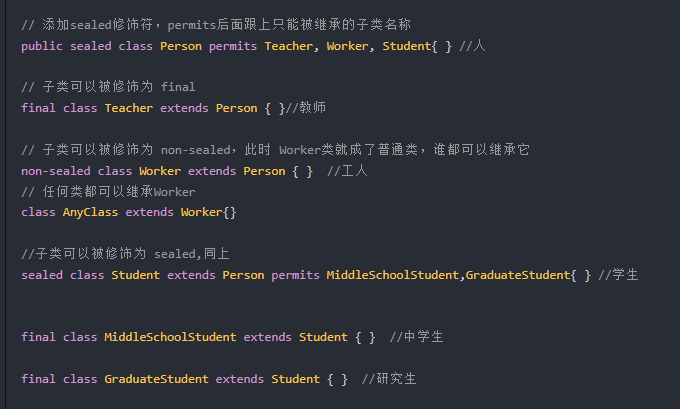 // 添加sealed修饰符，permits后面跟上只能被继承的子类名称
public sealed class Person permits Teacher, Worker, Student{ } //人
// 子类可以被修饰为 final
final class Teacher extends Person { }//教师
// 子类可以被修饰为 non-sealed，此时 Worker类就成了普通类，谁都可以继承它
non-sealed class Worker extends Person { }  //工人
// 任何类都可以继承Worker
class AnyClass extends Worker{}
//子类可以被修饰为 sealed,同上
sealed class Student extends Person permits MiddleSchoolStudent,GraduateStudent{ } //学生
final class MiddleSchoolStudent extends Student { }  //中学生
final class GraduateStudent extends Student { }  //研究生